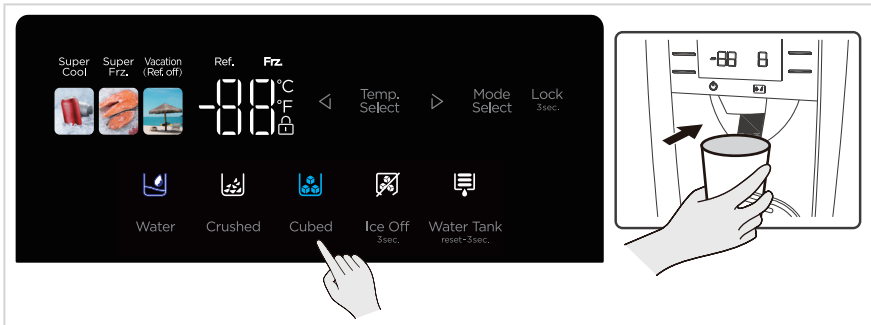 Super Cool
Super Frz.
Vacation (Ref. off)
Ref.
Frz.
-88
°C
°F
Temp. Select
Mode Select
Lock
3sec.
Water
Crushed
Cubed
Ice Off
3sec.
Water Tank
reset-3sec.
-88 8